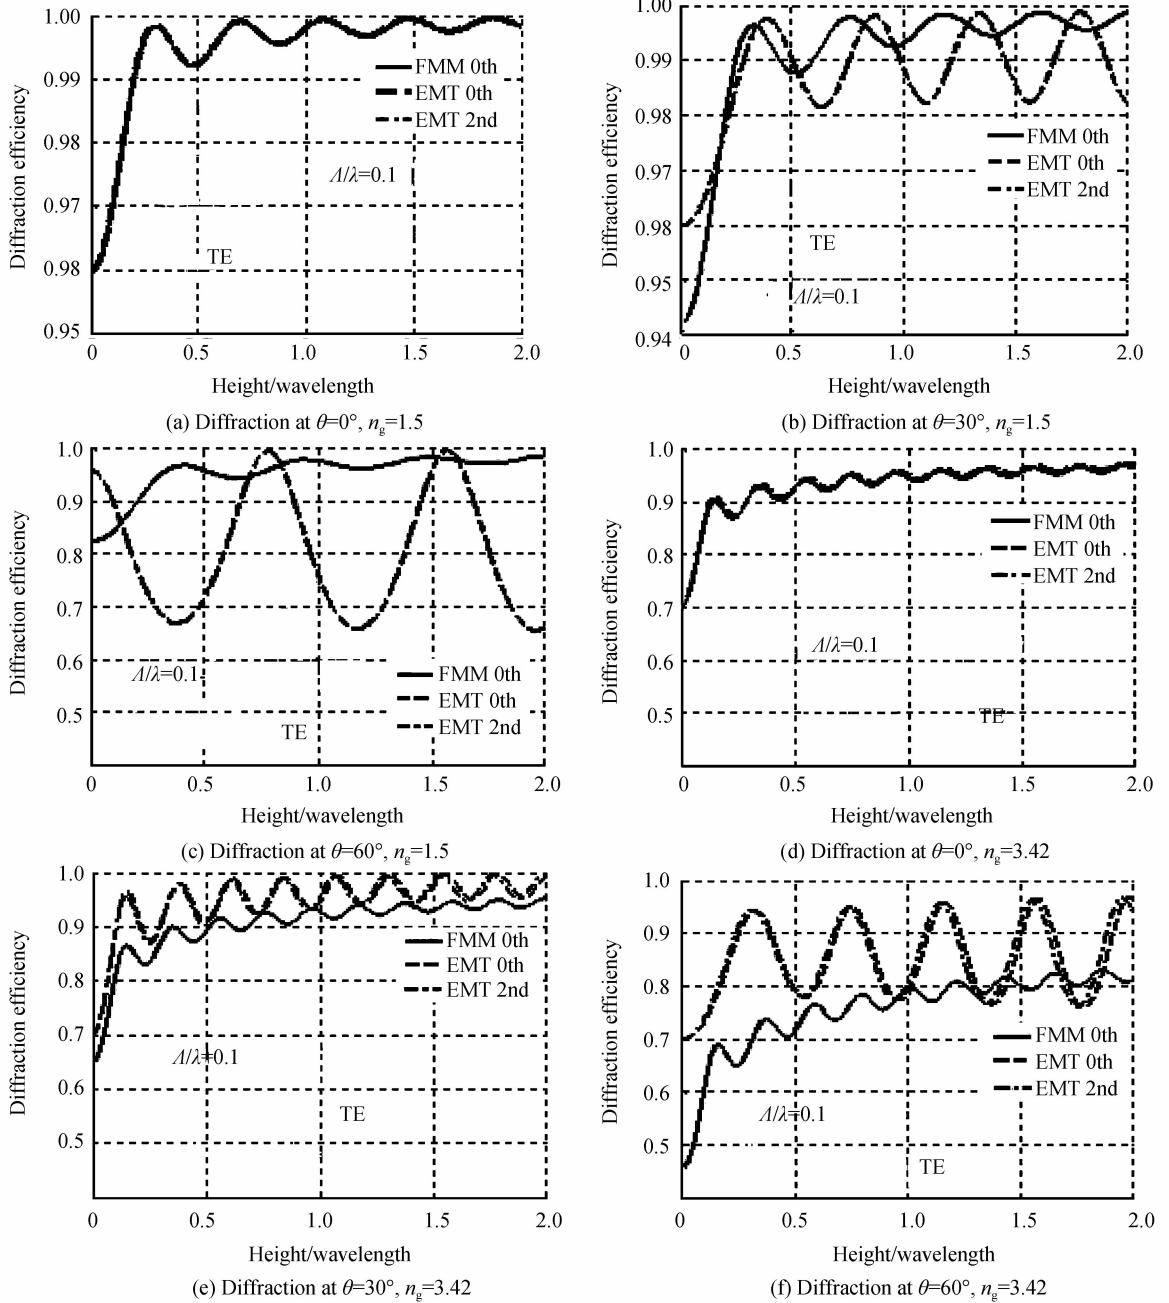 1.00
0.99
0.98
0.97
0.98
0.95
Diffraction efficiency
FMM 0th
EMT 0th
EMT 2nd
Λ/λ=0.1
TE
0 0.5 1.0 1.5 2.0
Height/wavelength
(a) Diffraction at θ=0°, ng=1.5
1.00
0.99
0.98
0.97
0.98
0.95
0.94
Diffraction efficiency
FMM 0th
EMT 0th
EMT 2nd
TE
Λ/λ=0.1
0 0.5 1.0 1.5 2.0
Height/wavelength
(b) Diffraction at θ=30°, ng=1.5
1.0
0.9
0.8
0.7
0.6
0.5
Diffraction efficiency
Λ/λ=0.1
FMM 0th
EMT 0th
EMT 2nd
TE
0 0.5 1.0 1.5 2.0
Height/wavelength
(c) Diffraction at θ=60°, ng=1.5
1.0
0.9
0.8
0.7
0.6
0.5
Diffraction efficiency
FMM 0th
EMT 0th
EMT 2nd
Λ/λ=0.1
TE
0 0.5 1.0 1.5 2.0
Height/wavelength
(d) Diffraction at θ=0°, ng=3.42
1.0
0.9
0.8
0.7
0.6
0.5
Diffraction efficiency
FMM 0th
EMT 0th
EMT 2nd
Λ/λ=0.1
TE
0 0.5 1.0 1.5 2.0
Height/wavelength
(e) Diffraction at θ=30°, ng=3.42
1.0
0.9
0.8
0.7
0.6
0.5
Diffraction efficiency
FMM 0th
EMT 0th
EMT 2nd
Λ/λ=0.1
TE
0 0.5 1.0 1.5 2.0
Height/wavelength
(f) Diffraction at θ=60°, ng=3.42